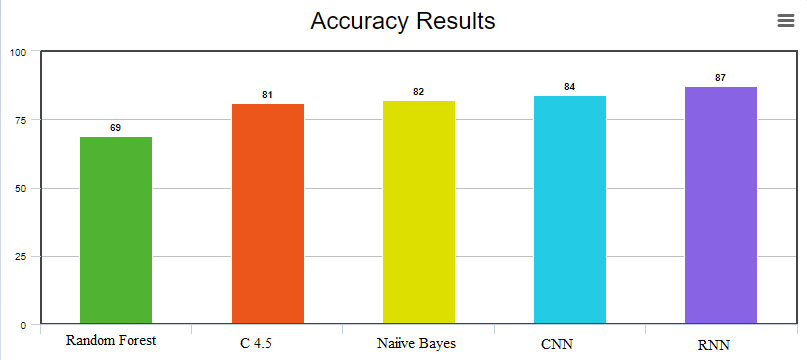 Accuracy Results
100
75
50
25
0
69
81
82
84
87
Random Forest
C 4.5
Naiive Bayes
CNN
RNN